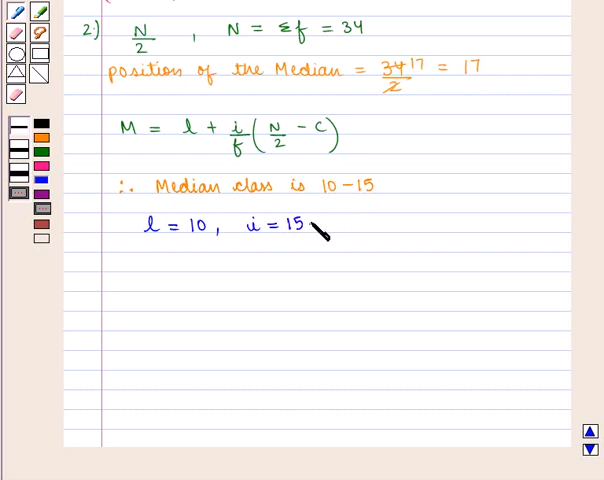 2.) N/2 , N = Σf = 34
position of the Median = 34/2 17 = 17
M = l + i/f ( N/2 - C )
∴ Median class is 10-15
l = 10, i = 15